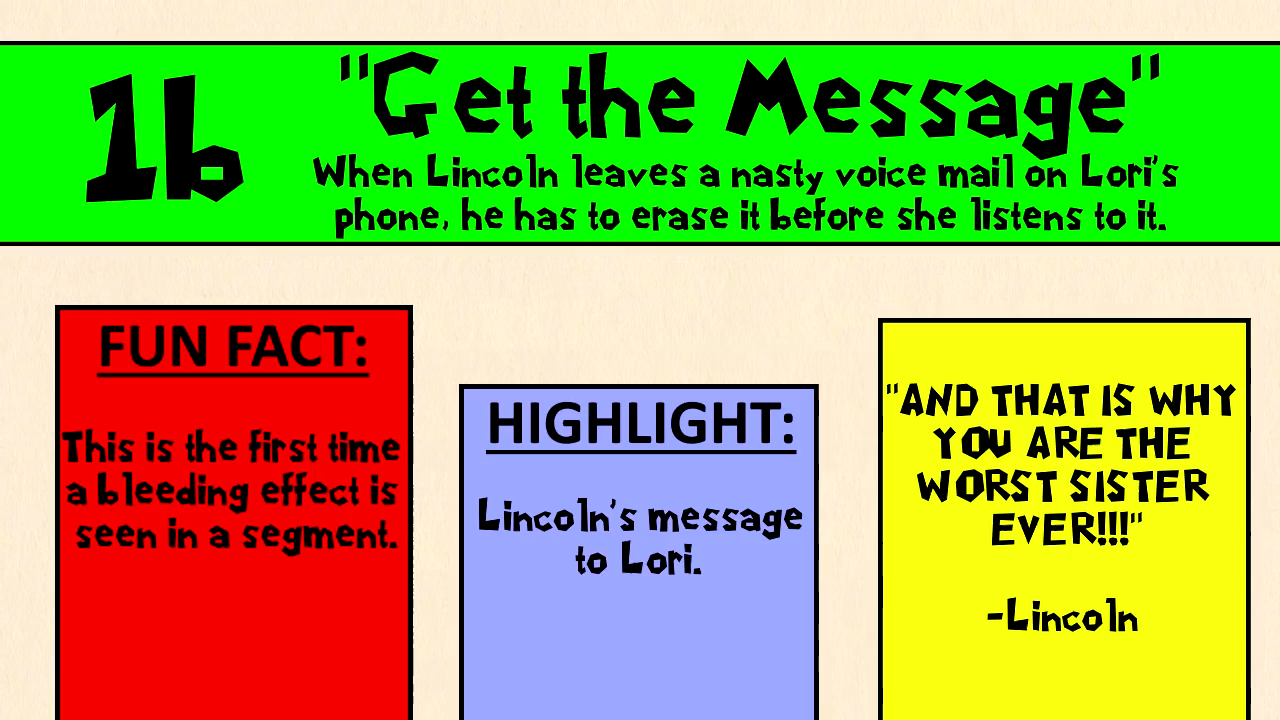 1b
"Get the Message"
When Lincoln leaves a nasty voice mail on Lori's
phone, he has to erase it before she listens to it.
FUN FACT:
This is the first time
a bleeding effect is
seen in a segment.
HIGHLIGHT:
Lincoln's message
to Lori.
"AND THAT IS WHY
YOU ARE THE
WORST SISTER
EVER!!!"
-Lincoln